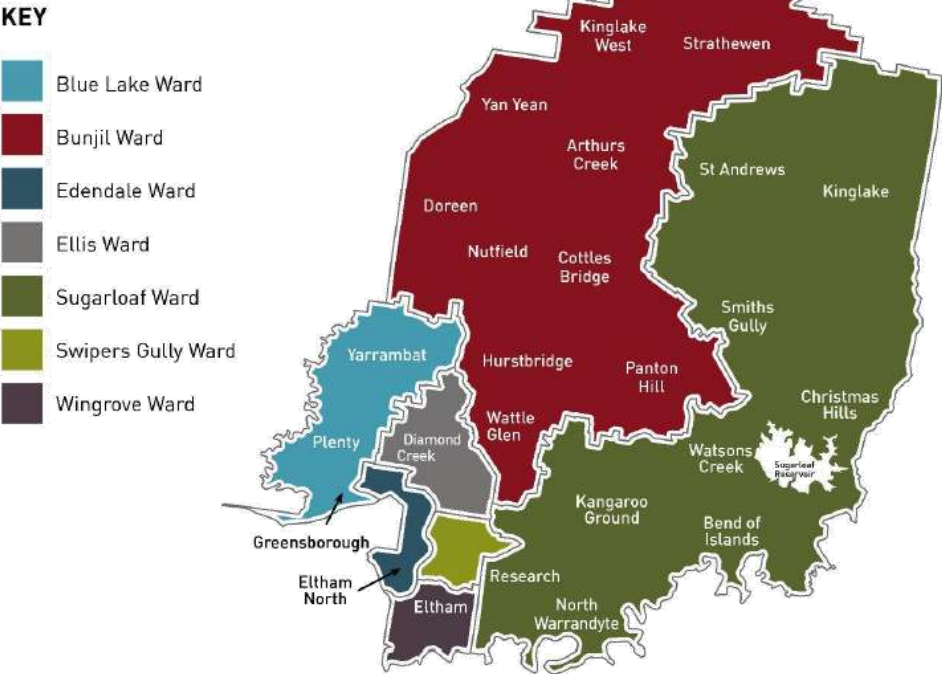 KEY
Blue Lake Ward
Bunjil Ward
Edendale Ward
Ellis Ward
Sugarloaf Ward
Swipers Gully Ward
Wingrove Ward
Kinglake
West
Strathewen
Yan Yean
Arthurs
Creek
St Andrews
Kinglake
Doreen
Nutfield
Cottles
Bridge
Smiths
Gully
Yarrambat
Hurstbridge
Panton
Hill
Christmas
Hills
Wattle
Glen
Plenty
Diamond
Creek
Watsons
Creek
Sugarloaf
Reservoir
Kangaroo
Ground
Bend of
Islands
Greensborough
Eltham
North
Research
Eltham
North
Warrandyte